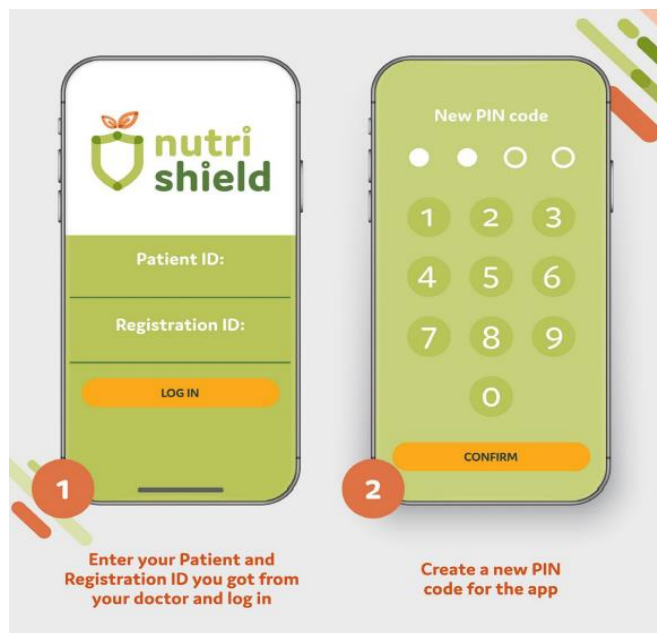 nutri
shield
Patient ID:
Registration ID:
LOG IN
1
Enter your Patient and
Registration ID you got from
your doctor and log in
New PIN code
1 2 3
4 5 6
7 8 9
0
CONFIRM
2
Create a new PIN
code for the app